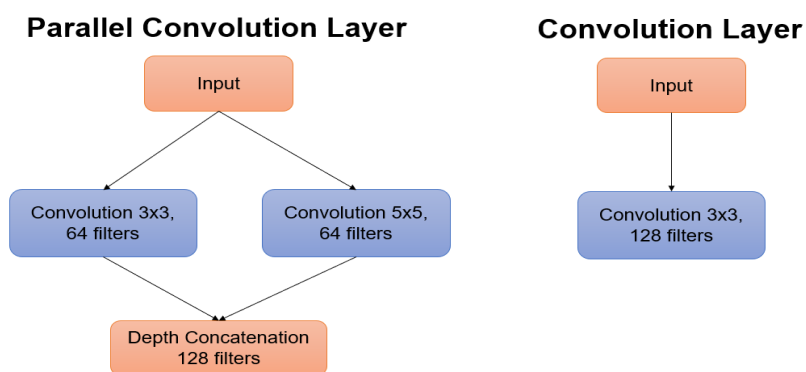 Parallel Convolution Layer
Input
Convolution 3x3,
64 filters
Convolution 5x5,
64 filters
Depth Concatenation
128 filters
Convolution Layer
Input
Convolution 3x3,
128 filters